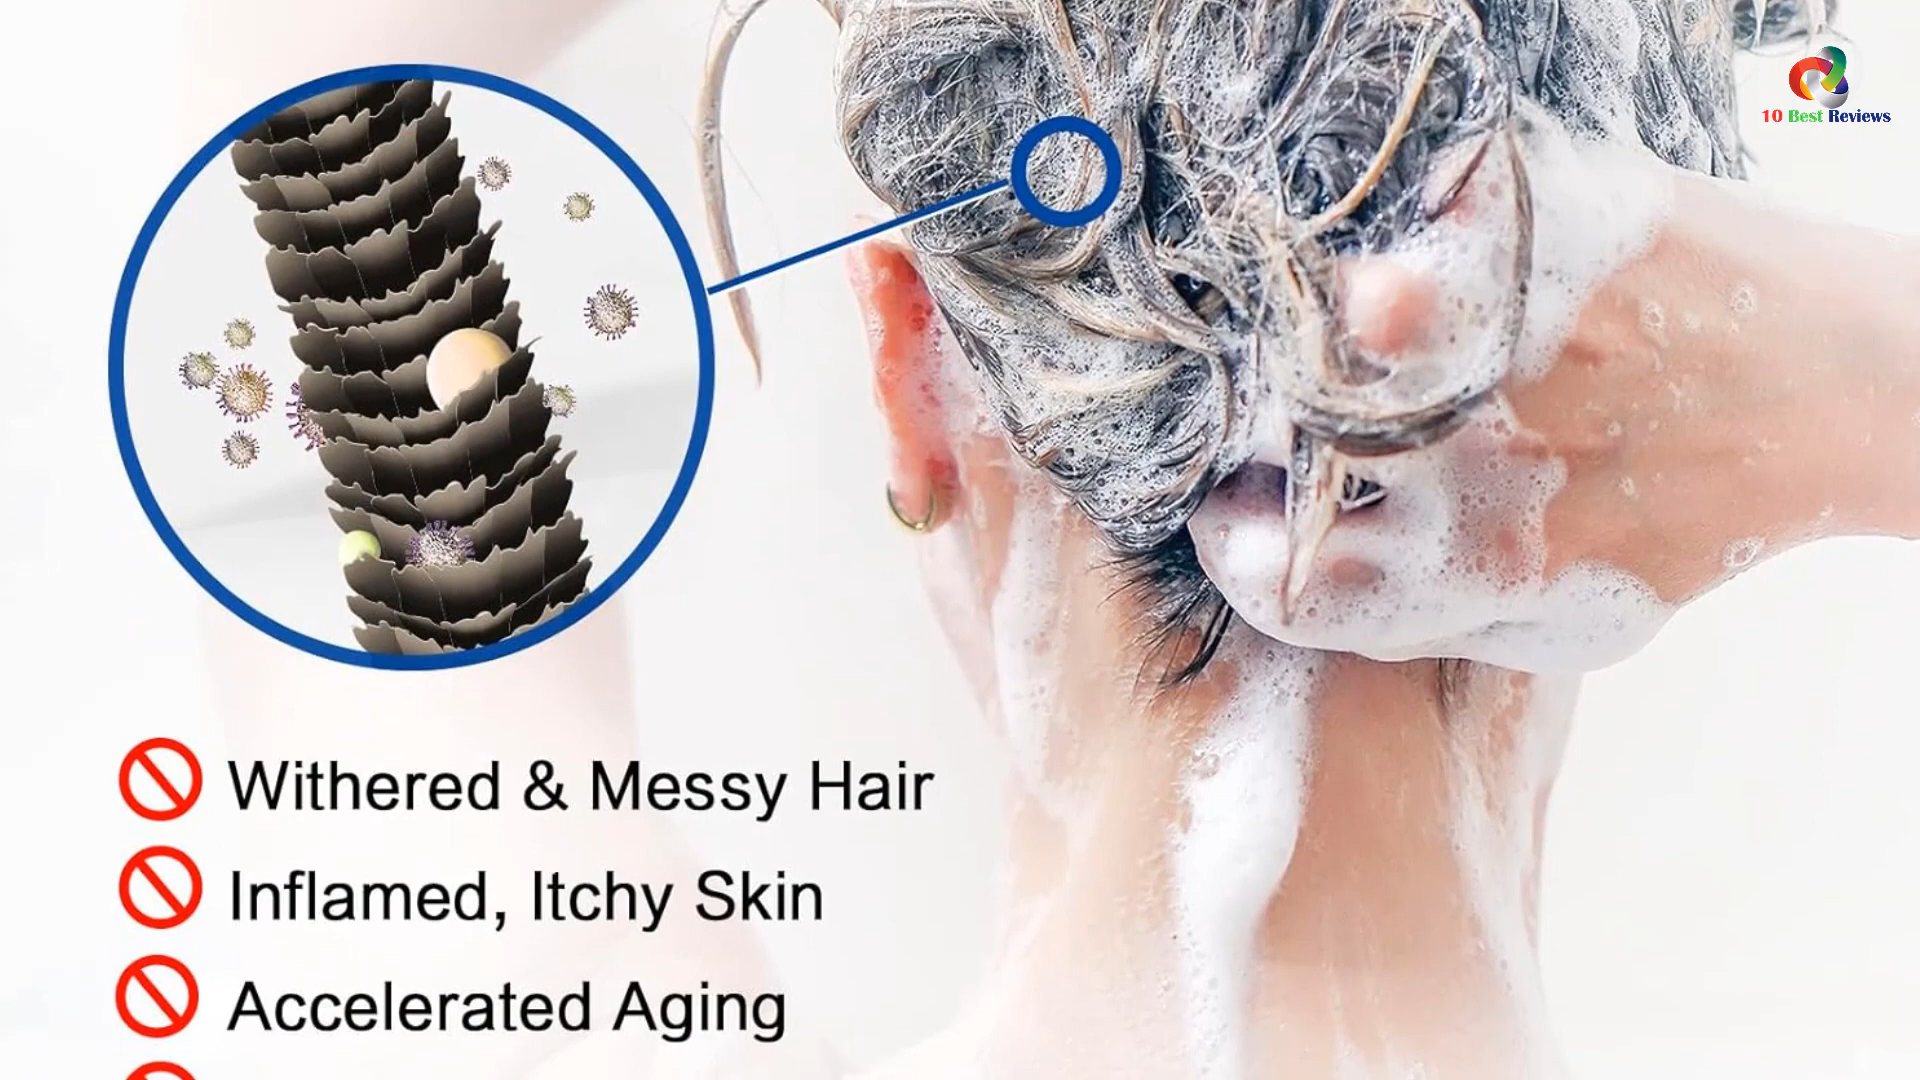 10 Best Reviews
Withered & Messy Hair
Inflamed, Itchy Skin
Accelerated Aging